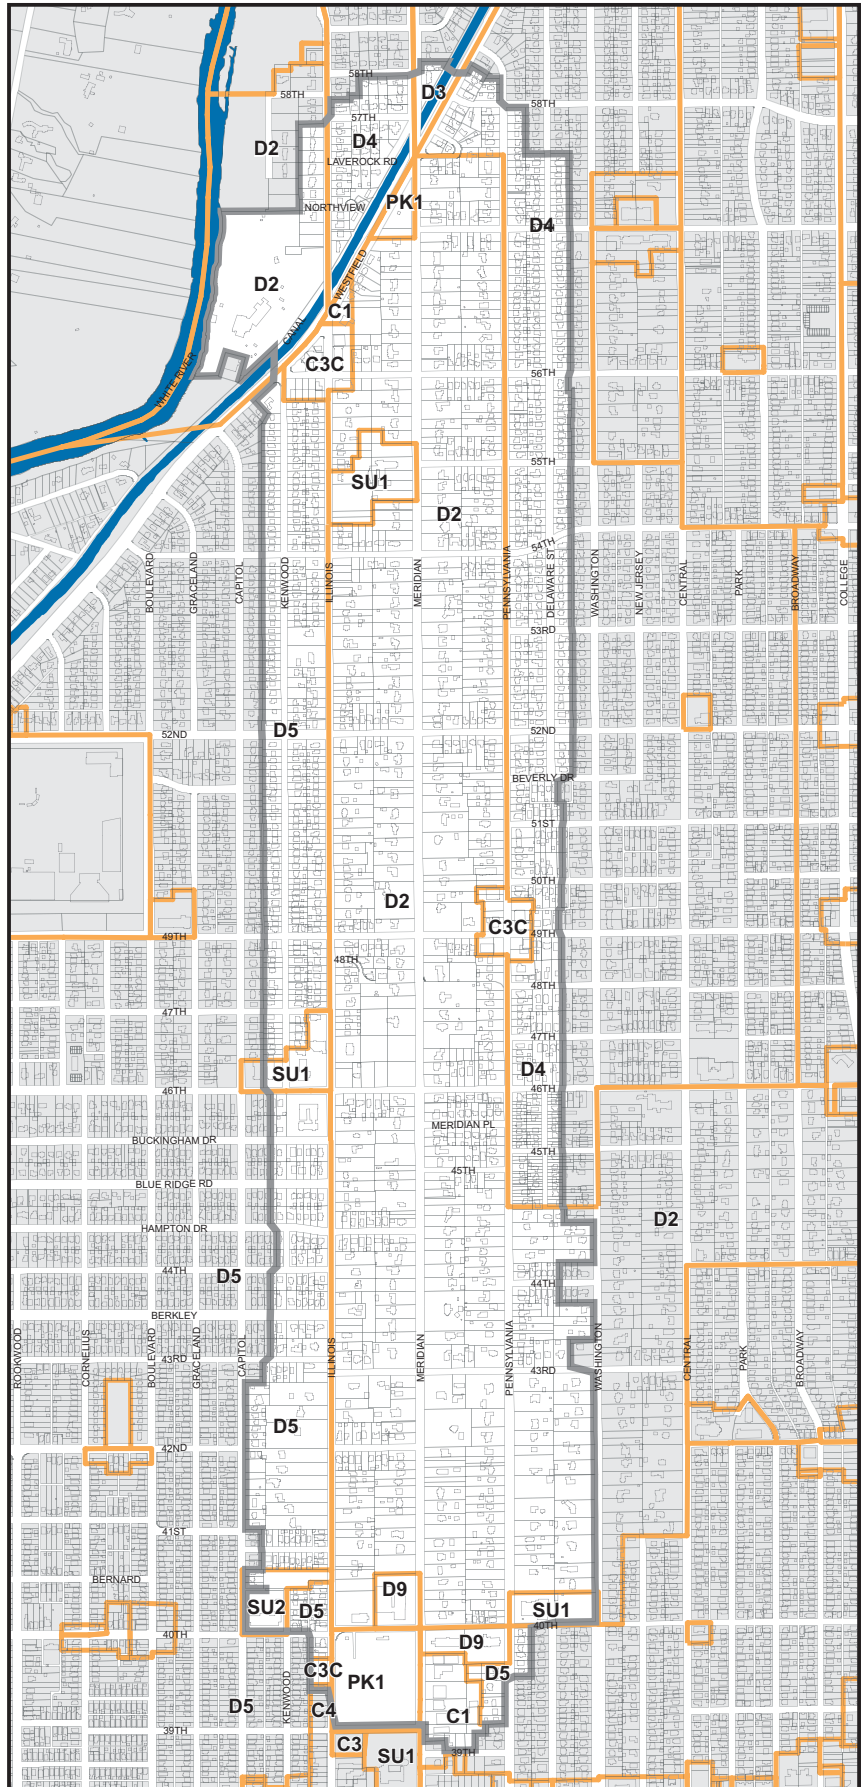 58TH
D3
58TH
58TH
57TH
D2
D4
LAVEROCK RD
PK1
NORTHVIEW
D4
WESTFIELD
D2
C1
CANAL
C3C
WHITE RIVER
56TH
55TH
SU1
D2
54TH
BOULEVARD
GRACELAND
CAPITOL
KENWOOD
ILLINOIS
MERIDIAN
PENNSYLVANIA
DELAWARE ST
WASHINGTON
NEW JERSEY
CENTRAL
PARK
BROADWAY
COLLEGE
53RD
52ND
D5
52ND
BEVERLY DR
51ST
50TH
D2
C3C
49TH
49TH
48TH
48TH
47TH
47TH
SU1
D4
46TH
46TH
MERIDIAN PL
BUCKINGHAM DR
45TH
45TH
BLUE RIDGE RD
D2
HAMPTON DR
44TH
D5
44TH
BERKLEY
ROOKWOOD
CORNELIUS
BOULEVARD
GRACELAND
CAPITOL
ILLINOIS
MERIDIAN
PENNSYLVANIA
WASHINGTON
CENTRAL
PARK
BROADWAY
43RD
43RD
D5
42ND
41ST
BERNARD
D9
SU2
D5
SU1
40TH
40TH
D9
C3C
D5
PK1
KENWOOD
D5
C4
C1
39TH
C3
SU1
39TH